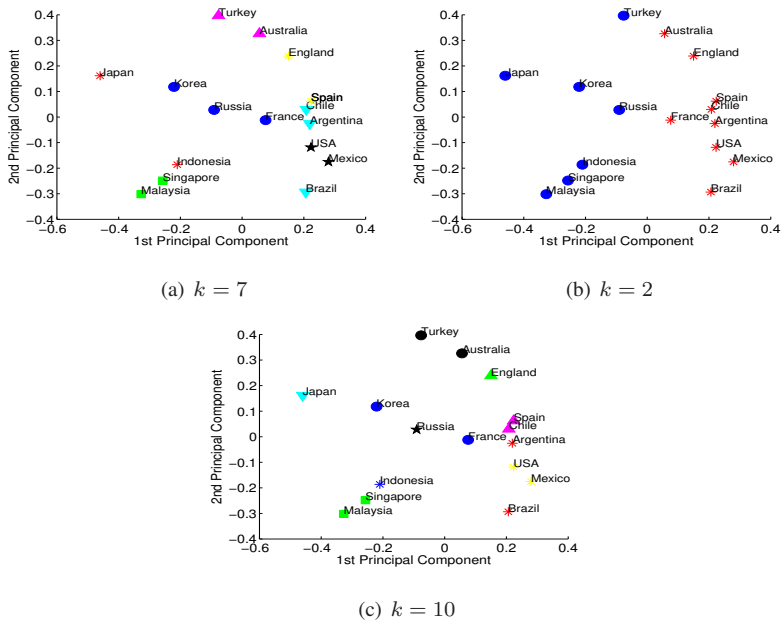 0.4
0.3
0.2
0.1
0
−0.1
−0.2
−0.3
−0.4
−0.6
−0.4
−0.2
0
0.2
0.4
2nd Principal Component
1st Principal Component
Turkey
Australia
England
Japan
Korea
Spain
Chile
Russia
France
Argentina
USA
Mexico
Indonesia
Singapore
Malaysia
Brazil
(a) k = 7
0.4
0.3
0.2
0.1
0
−0.1
−0.2
−0.3
−0.4
−0.6
−0.4
−0.2
0
0.2
0.4
2nd Principal Component
1st Principal Component
Turkey
Australia
England
Japan
Korea
Spain
Chile
Russia
France
Argentina
USA
Mexico
Indonesia
Singapore
Malaysia
Brazil
(b) k = 2
0.4
0.3
0.2
0.1
0
−0.1
−0.2
−0.3
−0.4
−0.6
−0.4
−0.2
0
0.2
0.4
2nd Principal Component
1st Principal Component
Turkey
Australia
England
Japan
Korea
Spain
Chile
Russia
France
Argentina
USA
Mexico
Indonesia
Singapore
Malaysia
Brazil
(c) k = 10